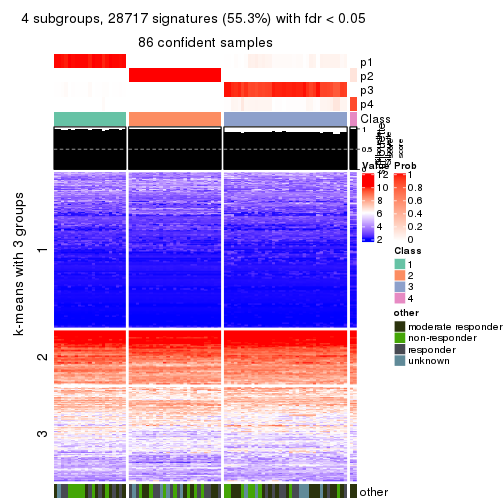 4 subgroups, 28717 signatures (55.3%) with fdr < 0.05
86 confident samples
p1
p2
p3
p4
Class
1
0.5
score
Value
12
10
8
6
4
2
Prob
1
0.8
0.6
0.4
0.2
0
Class
1
2
3
4
other
moderate responder
non-responder
responder
unknown
k-means with 3 groups
1
2
3
other